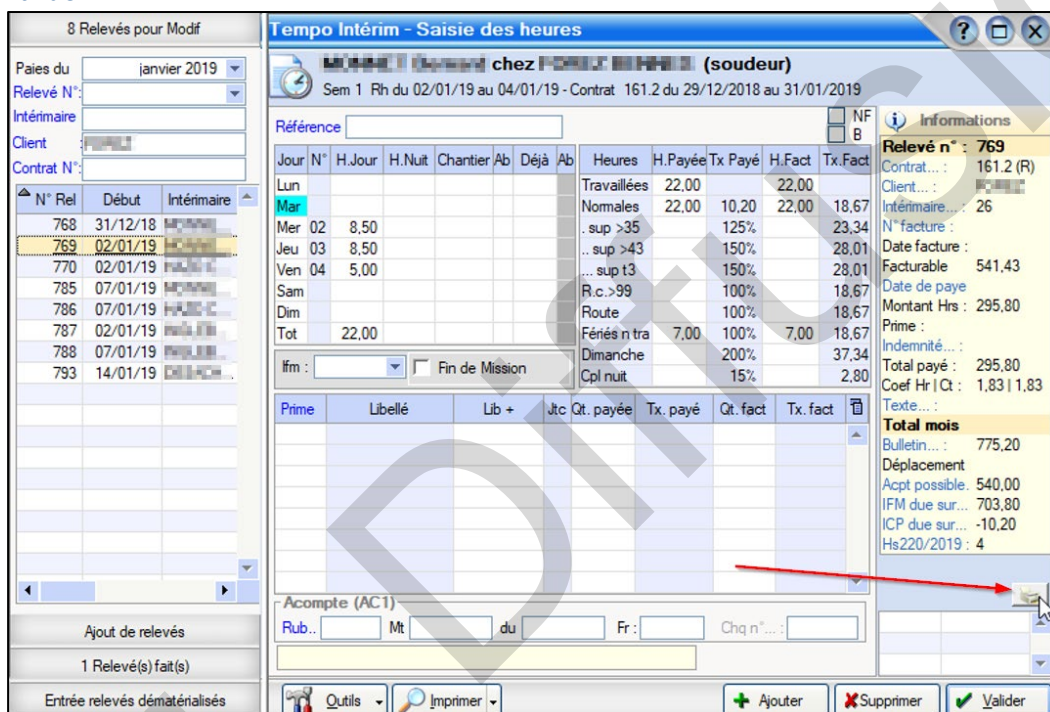 8 Relevés pour Modif
Paies du janvier 2019
Relevé N°:
Intérimaire
Client :
Contrat N°:
N° Rel Début Intérimaire
768 31/12/18
769 02/01/19
770 02/01/19
785 07/01/19
786 07/01/19
787 02/01/19
788 07/01/19
793 14/01/19
Ajout de relevés
1 Relevé(s) fait(s)
Entrée relevés dématérialisés
Tempo Intérim - Saisie des heures
chez (soudeur)
Sem 1 Rh du 02/01/19 au 04/01/19 - Contrat 161.2 du 29/12/2018 au 31/01/2019
Référence
NF
B
Jour N° H.Jour H.Nuit Chantier Ab Déjà Ab Heures H.Payée Tx Payé H.Fact Tx.Fact
Lun Travaillées 22,00 22,00
Mar Normales 22,00 10,20 22,00 18,67
Mer 02 8,50 . sup >35 125% 23,34
Jeu 03 8,50 .. sup >43 150% 28,01
Ven 04 5,00 ... sup t3 150% 28,01
Sam R.c.>99 100% 18,67
Dim Route 100% 18,67
Tot 22,00 Fériés n tra 7,00 100% 7,00 18,67
Dimanche 200% 37,34
Cpl nuit 15% 2,80
Ifm : Fin de Mission
Prime Libellé Lib + Jtc Qt. payée Tx. payé Qt. fact Tx. fact
Acompte (AC1)
Rub.. Mt du Fr : Chq n°... :
Outils Imprimer Ajouter Supprimer Valider
Informations
Relevé n° : 769
Contrat... : 161.2 (R)
Client... :
Intérimaire... : 26
N° facture :
Date facture :
Facturable 541,43
Date de paye
Montant Hrs : 295,80
Prime :
Indemnité... :
Total payé : 295,80
Coef Hr | Ct : 1,83 | 1,83
Texte... :
Total mois
Bulletin... : 775,20
Déplacement
Acpt possible. 540,00
IFM due sur... 703,80
ICP due sur... -10,20
Hs220/2019 : 4